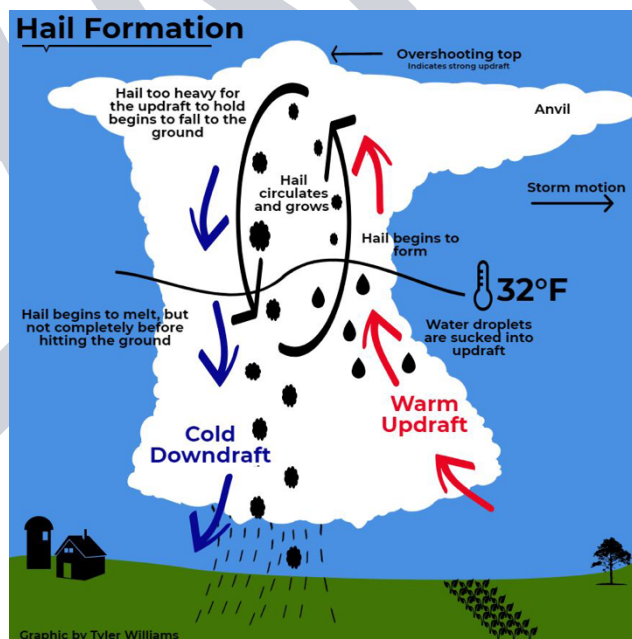 Hail Formation
Overshooting top
Indicates strong updraft
Hail too heavy for
the updraft to hold
begins to fall to the
ground
Anvil
Hail
circulates
and grows
Storm motion
Hail begins to
form
32°F
Hail begins to melt, but
not completely before
hitting the ground
Water droplets
are sucked into
updraft
Warm
Updraft
Cold
Downdraft
Graphic by Tyler Williams